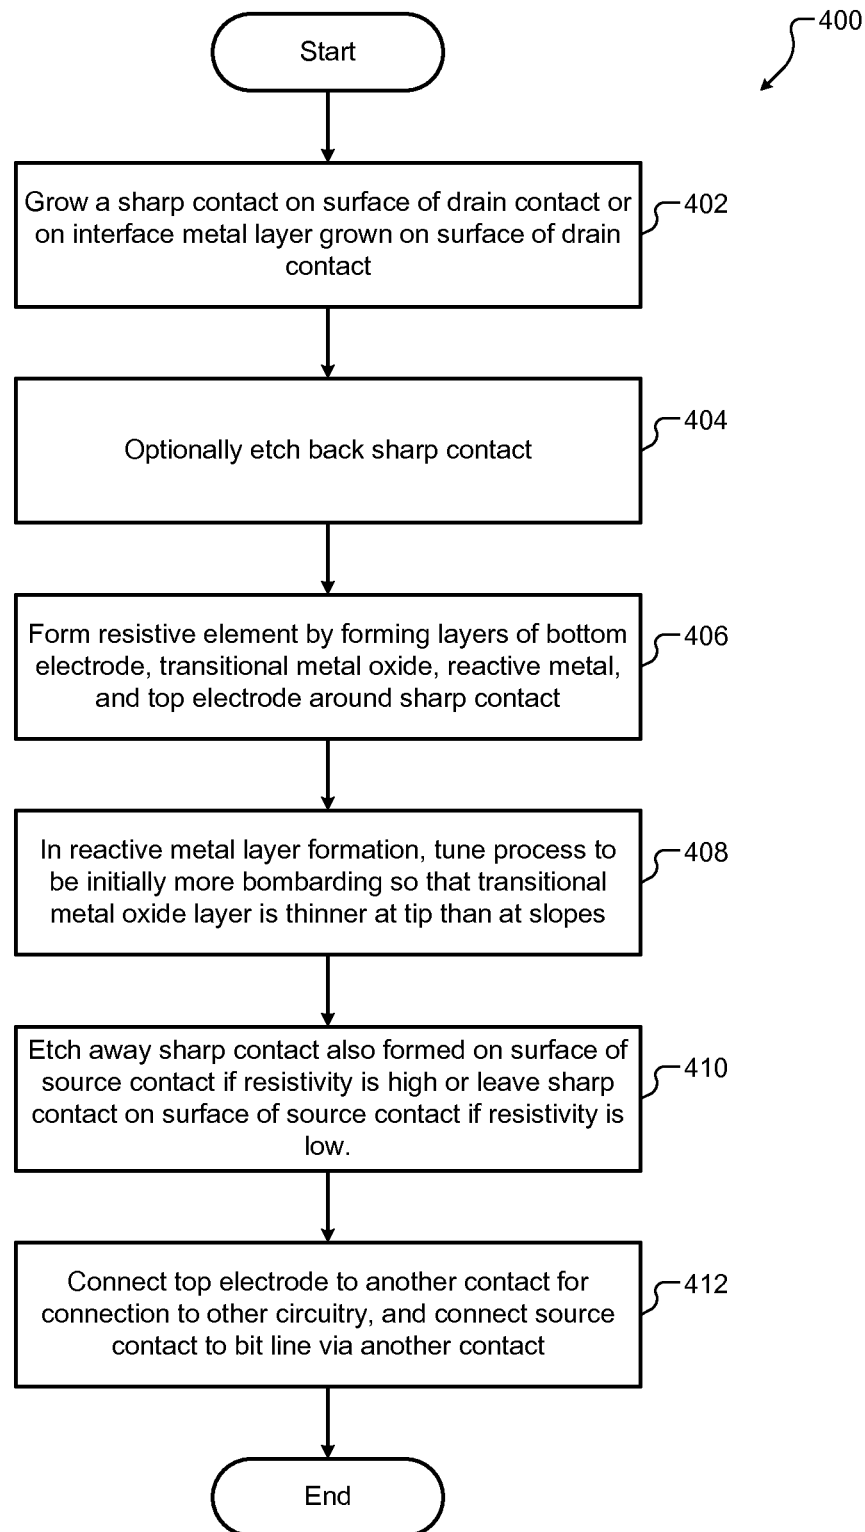 400
Start
Grow a sharp contact on surface of drain contact or
on interface metal layer grown on surface of drain
contact
402
Optionally etch back sharp contact
404
Form resistive element by forming layers of bottom
electrode, transitional metal oxide, reactive metal,
and top electrode around sharp contact
406
In reactive metal layer formation, tune process to
be initially more bombarding so that transitional
metal oxide layer is thinner at tip than at slopes
408
Etch away sharp contact also formed on surface of
source contact if resistivity is high or leave sharp
contact on surface of source contact if resistivity is
low.
410
Connect top electrode to another contact for
connection to other circuitry, and connect source
contact to bit line via another contact
412
End